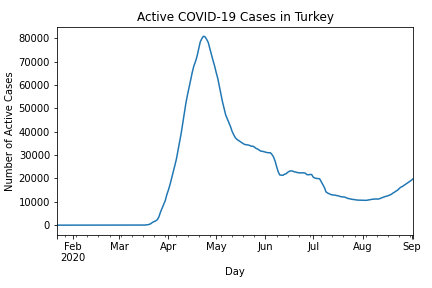 Active COVID-19 Cases in Turkey
Number of Active Cases
80000
70000
60000
50000
40000
30000
20000
10000
0
Feb Mar Apr May Jun Jul Aug Sep
2020
Day